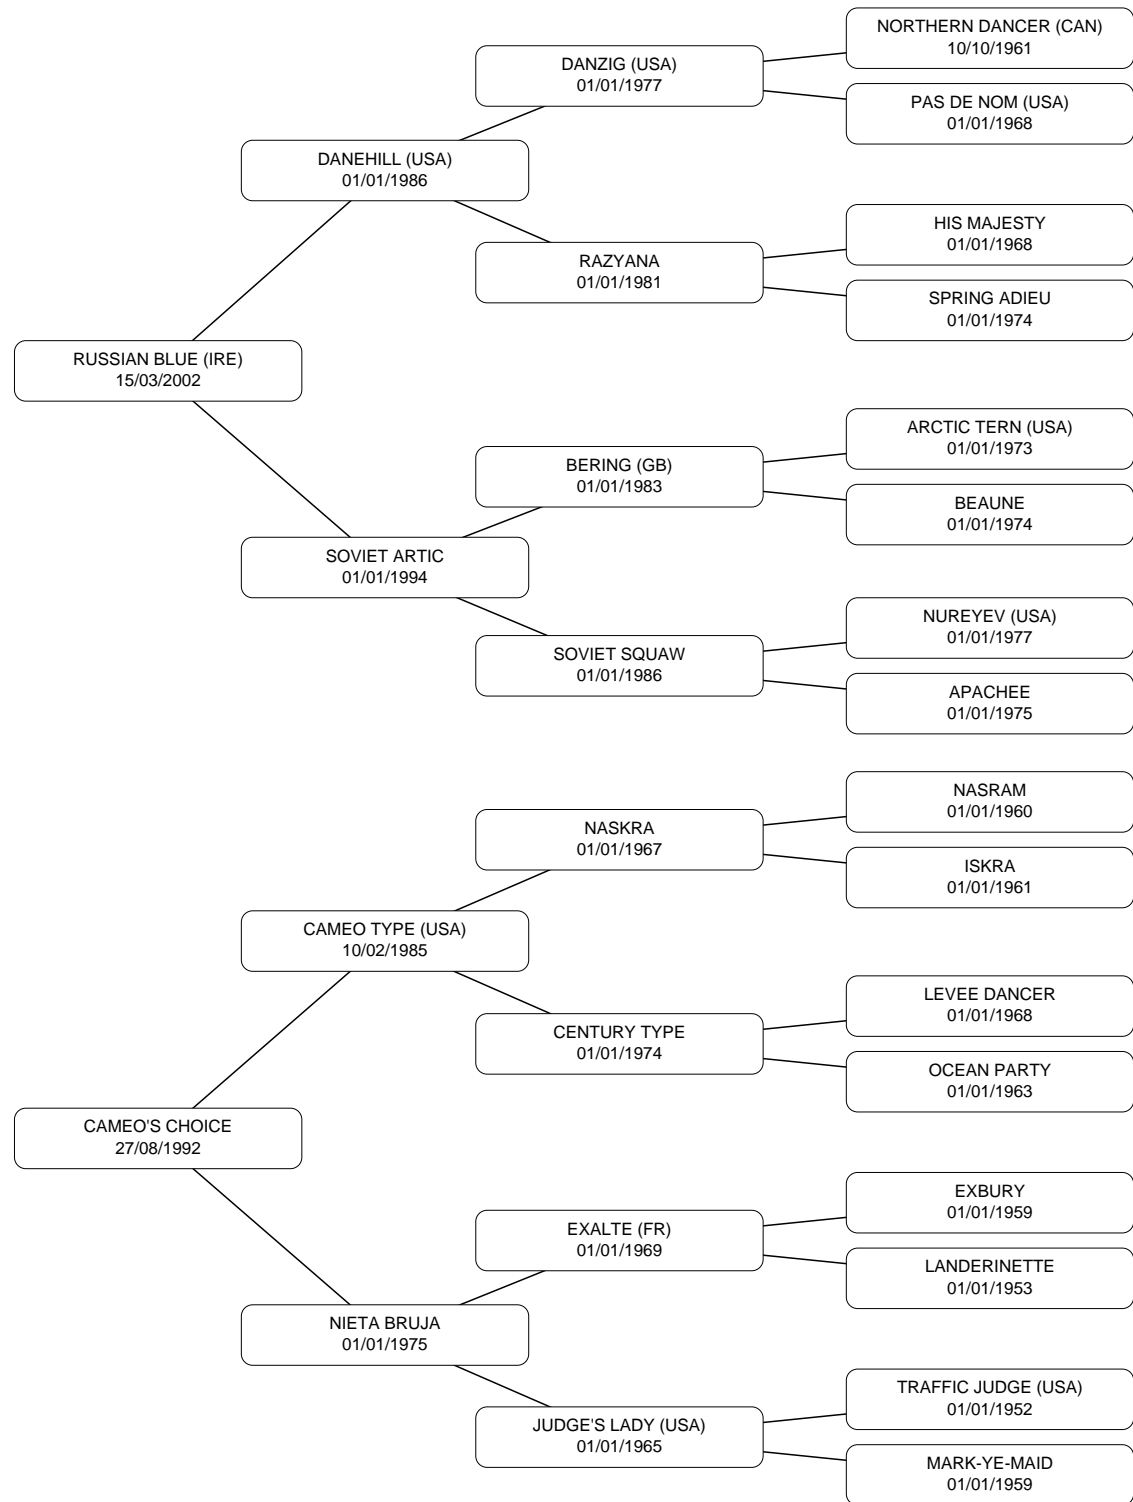 NORTHERN DANCER (CAN)
10/10/1961
DANZIG (USA)
01/01/1977
PAS DE NOM (USA)
01/01/1968
DANEHILL (USA)
01/01/1986
HIS MAJESTY
01/01/1968
RAZYANA
01/01/1981
SPRING ADIEU
01/01/1974
RUSSIAN BLUE (IRE)
15/03/2002
ARCTIC TERN (USA)
01/01/1973
BERING (GB)
01/01/1983
BEAUNE
01/01/1974
SOVIET ARTIC
01/01/1994
NUREYEV (USA)
01/01/1977
SOVIET SQUAW
01/01/1986
APACHEE
01/01/1975
NASRAM
01/01/1960
NASKRA
01/01/1967
ISKRA
01/01/1961
CAMEO TYPE (USA)
10/02/1985
LEVEE DANCER
01/01/1968
CENTURY TYPE
01/01/1974
OCEAN PARTY
01/01/1963
CAMEO'S CHOICE
27/08/1992
EXBURY
01/01/1959
EXALTE (FR)
01/01/1969
LANDERINETTE
01/01/1953
NIETA BRUJA
01/01/1975
TRAFFIC JUDGE (USA)
01/01/1952
JUDGE'S LADY (USA)
01/01/1965
MARK-YE-MAID
01/01/1959